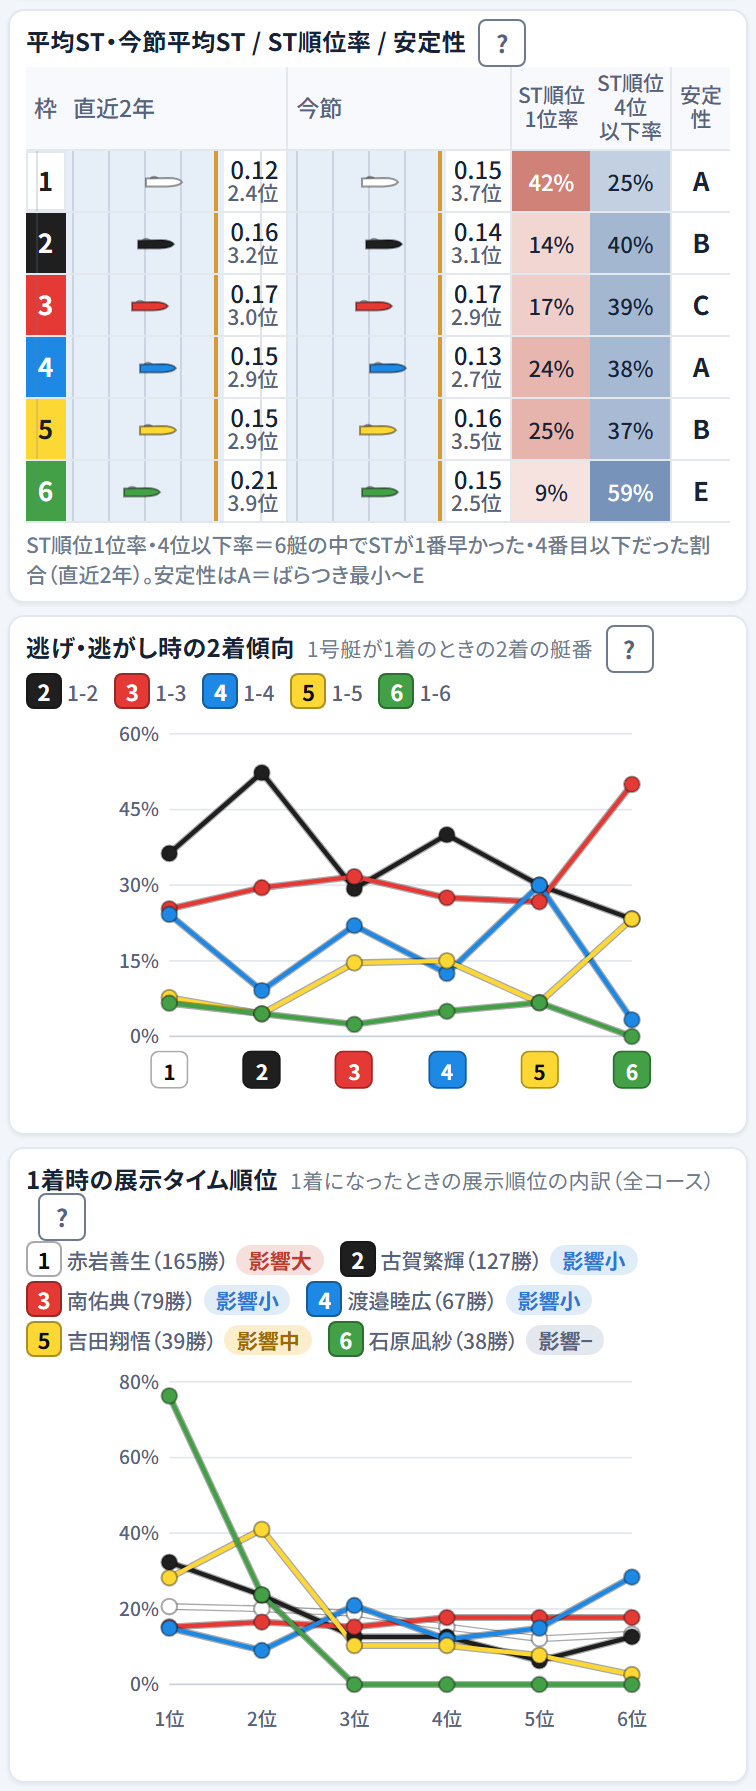 平均ST・今節平均ST / ST順位率 / 安定性 ?
枠 直近2年 今節 ST順位1位率 ST順位4位以下率 安定性
1 0.12 2.4位 0.15 3.7位 42% 25% A
2 0.16 3.2位 0.14 3.1位 14% 40% B
3 0.17 3.0位 0.17 2.9位 17% 39% C
4 0.15 2.9位 0.13 2.7位 24% 38% A
5 0.15 2.9位 0.16 3.5位 25% 37% B
6 0.21 3.9位 0.15 2.5位 9% 59% E
ST順位1位率・4位以下率＝6艇の中でSTが1番早かった・4番目以下だった割
合（直近2年）。安定性はA＝ばらつき最小〜E
逃げ・逃がし時の2着傾向 1号艇が1着のときの2着の艇番 ?
2 1-2 3 1-3 4 1-4 5 1-5 6 1-6
60%
45%
30%
15%
0%
1 2 3 4 5 6
1着時の展示タイム順位 1着になったときの展示順位の内訳（全コース）
?
1 赤岩善生（165勝） 影響大 2 古賀繁輝（127勝） 影響小
3 南佑典（79勝） 影響小 4 渡邉睦広（67勝） 影響小
5 吉田翔悟（39勝） 影響中 6 石原凪紗（38勝） 影響−
80%
60%
40%
20%
0%
1位 2位 3位 4位 5位 6位